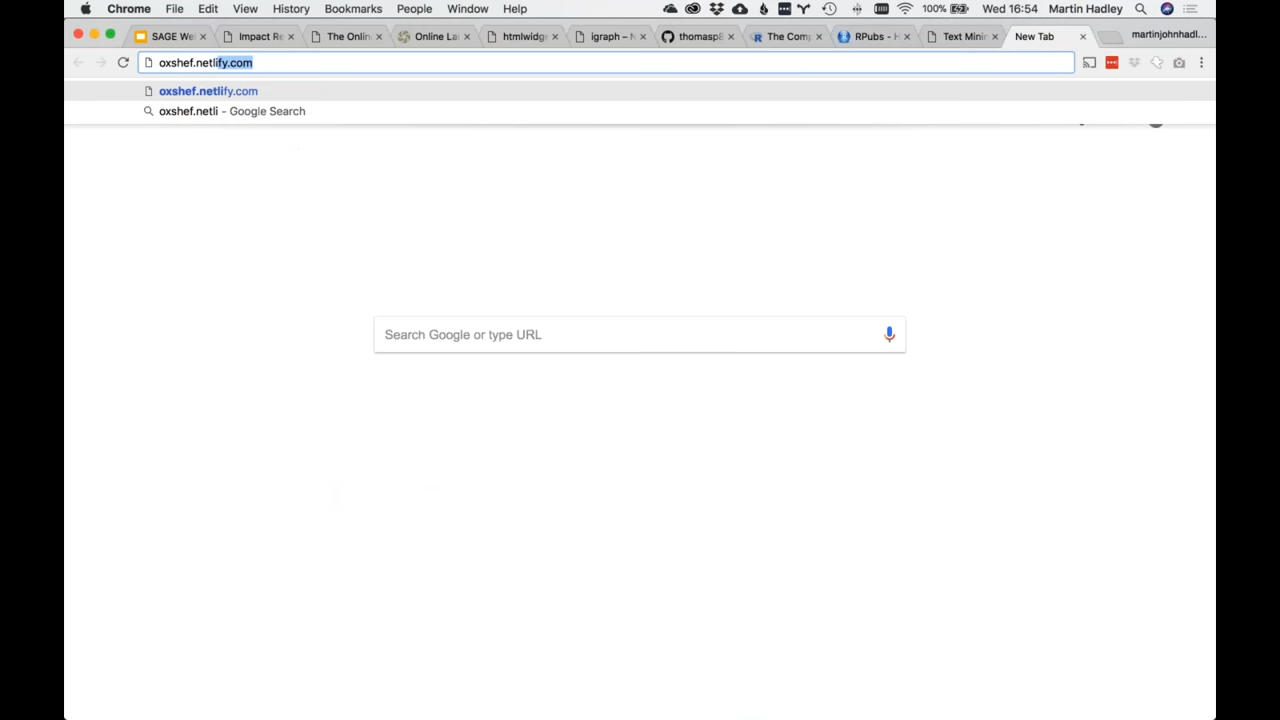 Chrome File Edit View History Bookmarks People Window Help 100% Wed 16:54 Martin Hadley
SAGE We Impact Re The Onlin Online La htmlwidg igraph – N thomasp8 The Comp RPubs - H Text Minin New Tab martinjohnhadl...
oxshef.netlify.com
oxshef.netlify.com
oxshef.netli - Google Search
Search Google or type URL